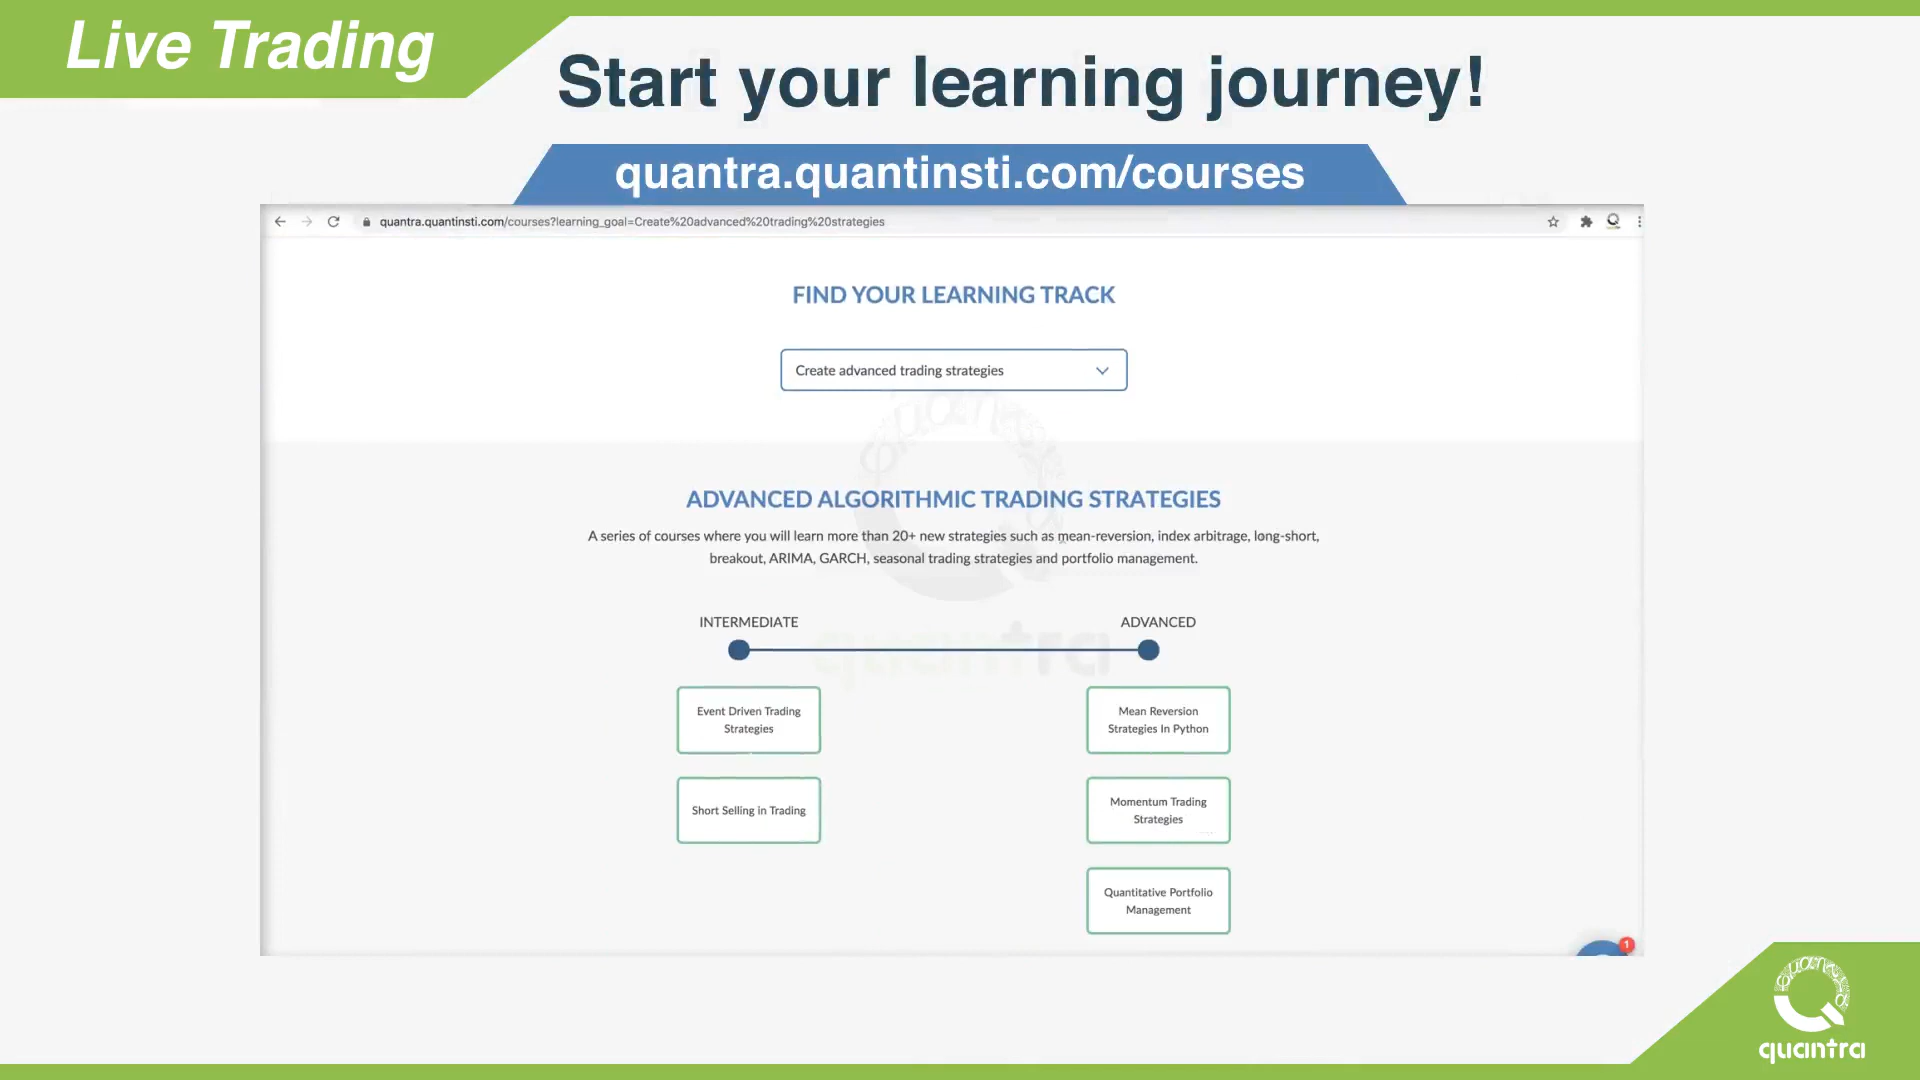 Live Trading
Start your learning journey!
quantra.quantinsti.com/courses
quantra.quantinsti.com/courses?learning_goal=Create%20advanced%20trading%20strategies
FIND YOUR LEARNING TRACK
Create advanced trading strategies
ADVANCED ALGORITHMIC TRADING STRATEGIES
A series of courses where you will learn more than 20+ new strategies such as mean-reversion, index arbitrage, long-short,
breakout, ARIMA, GARCH, seasonal trading strategies and portfolio management.
INTERMEDIATE
ADVANCED
quantra
Event Driven Trading
Strategies
Mean Reversion
Strategies In Python
Short Selling in Trading
Momentum Trading
Strategies
Quantitative Portfolio
Management
1
quantra